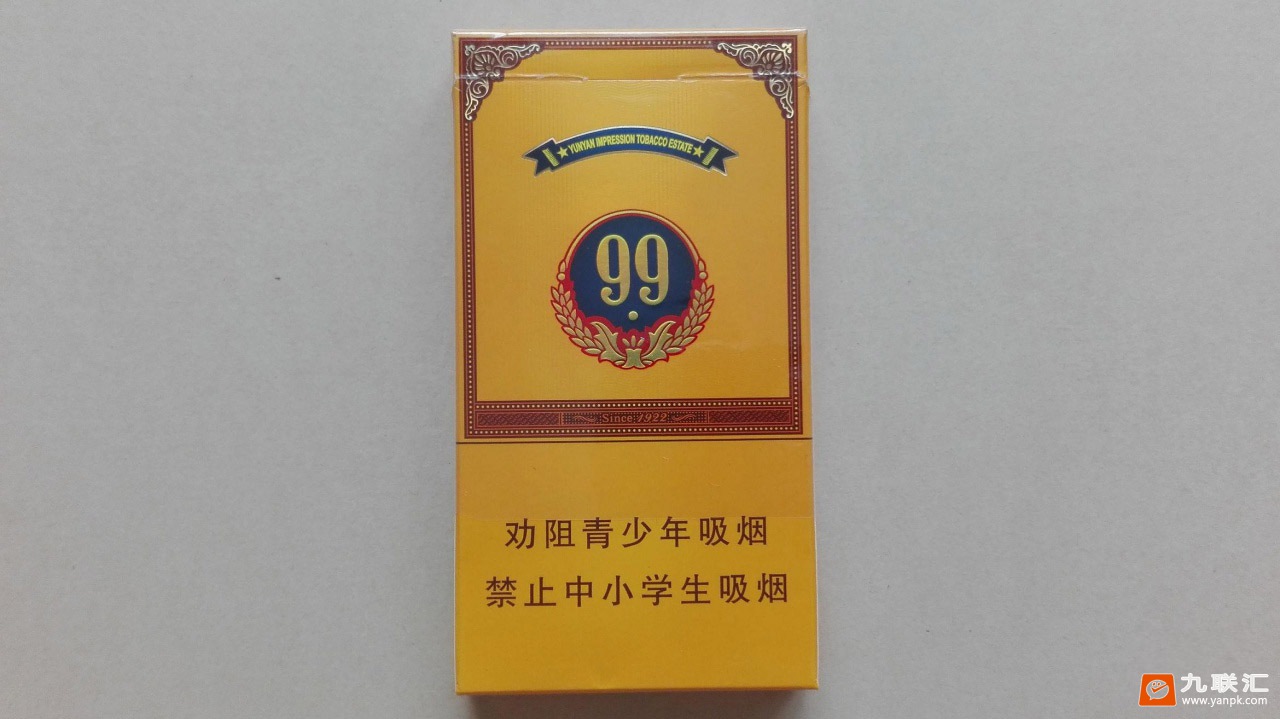 ★ YUNYAN IMPRESSION TOBACCO ESTATE ★
99
Since 1922
劝阻青少年吸烟
禁止中小学生吸烟
九联汇
www.yanpk.com